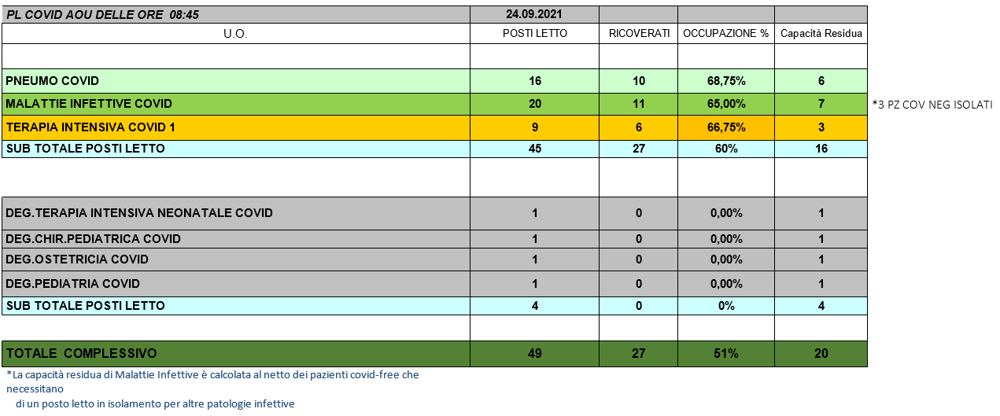 PL COVID AOU DELLE ORE 08:45 24.09.2021
U.O. POSTI LETTO RICOVERATI OCCUPAZIONE % Capacità Residua
PNEUMO COVID 16 10 68,75% 6
MALATTIE INFETTIVE COVID 20 11 65,00% 7 *3 PZ COV NEG ISOLATI
TERAPIA INTENSIVA COVID 1 9 6 66,75% 3
SUB TOTALE POSTI LETTO 45 27 60% 16
DEG.TERAPIA INTENSIVA NEONATALE COVID 1 0 0,00% 1
DEG.CHIR.PEDIATRICA COVID 1 0 0,00% 1
DEG.OSTETRICIA COVID 1 0 0,00% 1
DEG.PEDIATRIA COVID 1 0 0,00% 1
SUB TOTALE POSTI LETTO 4 0 0% 4
TOTALE COMPLESSIVO 49 27 51% 20
*La capacità residua di Malattie Infettive è calcolata al netto dei pazienti covid-free che
necessitano
di un posto letto in isolamento per altre patologie infettive